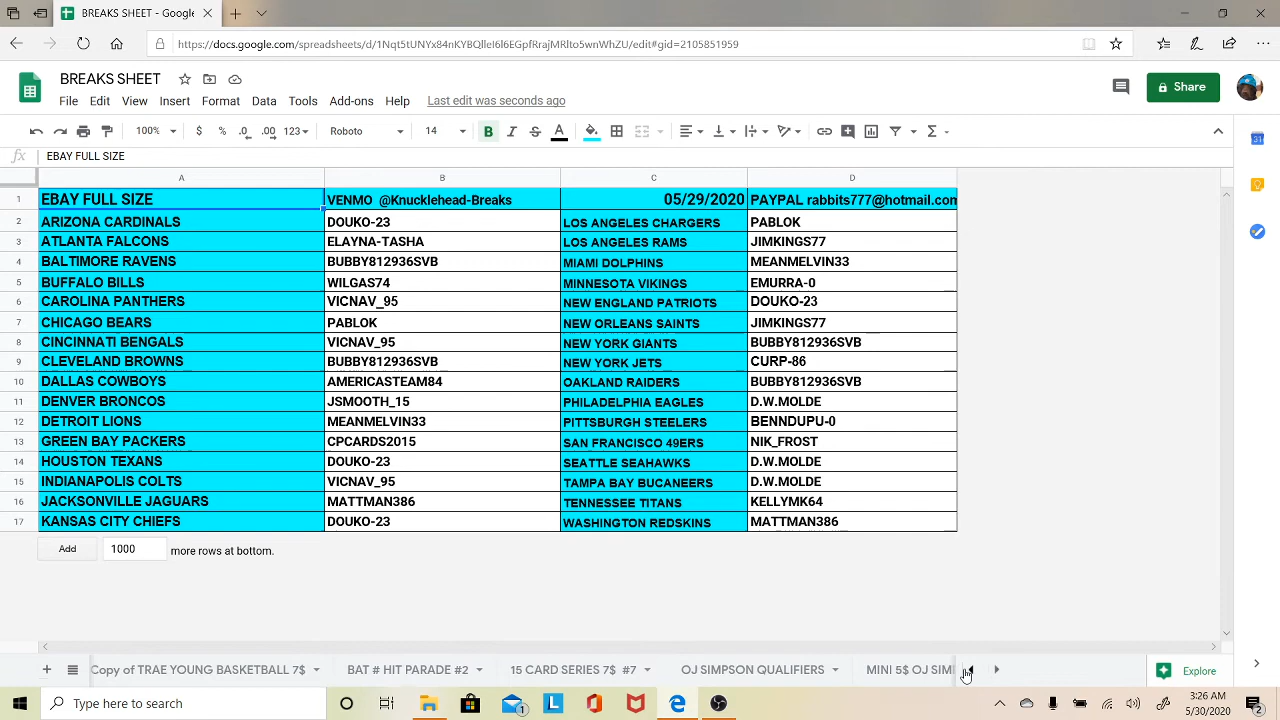 BREAKS SHEET - Google Sheets
https://docs.google.com/spreadsheets/d/1Nqt5tUNYx84nKYBQlleI6l6EGpfRrajMRlto5wnWhZU/edit#gid=2105851959
BREAKS SHEET
File Edit View Insert Format Data Tools Add-ons Help Last edit was seconds ago
Share
100% $ % .0 .00 123 Roboto 14 B I S A
fx EBAY FULL SIZE
A B C D
1 EBAY FULL SIZE VENMO @Knucklehead-Breaks 05/29/2020 PAYPAL rabbits777@hotmail.com
2 ARIZONA CARDINALS DOUKO-23 LOS ANGELES CHARGERS PABLOK
3 ATLANTA FALCONS ELAYNA-TASHA LOS ANGELES RAMS JIMKINGS77
4 BALTIMORE RAVENS BUBBY812936SVB MIAMI DOLPHINS MEANMELVIN33
5 BUFFALO BILLS WILGAS74 MINNESOTA VIKINGS EMURRA-0
6 CAROLINA PANTHERS VICNAV_95 NEW ENGLAND PATRIOTS DOUKO-23
7 CHICAGO BEARS PABLOK NEW ORLEANS SAINTS JIMKINGS77
8 CINCINNATI BENGALS VICNAV_95 NEW YORK GIANTS BUBBY812936SVB
9 CLEVELAND BROWNS BUBBY812936SVB NEW YORK JETS CURP-86
10 DALLAS COWBOYS AMERICASTEAM84 OAKLAND RAIDERS BUBBY812936SVB
11 DENVER BRONCOS JSMOOTH_15 PHILADELPHIA EAGLES D.W.MOLDE
12 DETROIT LIONS MEANMELVIN33 PITTSBURGH STEELERS BENNDUPU-0
13 GREEN BAY PACKERS CPCARDS2015 SAN FRANCISCO 49ERS NIK_FROST
14 HOUSTON TEXANS DOUKO-23 SEATTLE SEAHAWKS D.W.MOLDE
15 INDIANAPOLIS COLTS VICNAV_95 TAMPA BAY BUCANEERS D.W.MOLDE
16 JACKSONVILLE JAGUARS MATTMAN386 TENNESSEE TITANS KELLYMK64
17 KANSAS CITY CHIEFS DOUKO-23 WASHINGTON REDSKINS MATTMAN386
Add 1000 more rows at bottom.
Copy of TRAE YOUNG BASKETBALL 7$ BAT # HIT PARADE #2 15 CARD SERIES 7$ #7 OJ SIMPSON QUALIFIERS MINI 5$ OJ SIM Explore
Type here to search
3:26 AM
5/30/2020